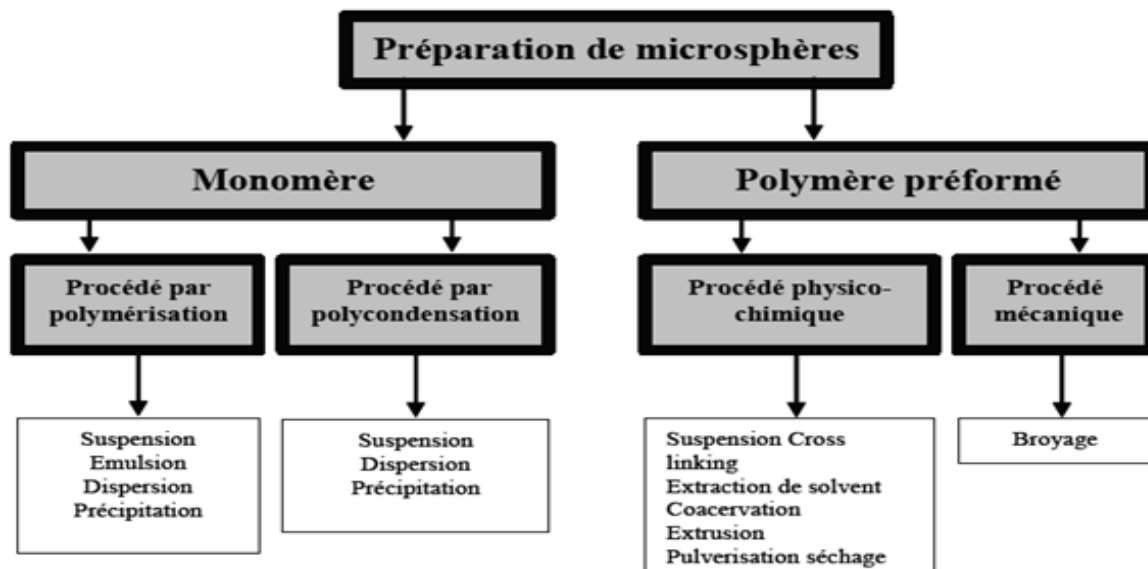 Préparation de microsphères
Monomère
Polymère préformé
Procédé par
polymérisation
Procédé par
polycondensation
Procédé physico-
chimique
Procédé
mécanique
Suspension
Emulsion
Dispersion
Précipitation
Suspension
Dispersion
Précipitation
Suspension Cross
linking
Extraction de solvent
Coacervation
Extrusion
Pulverisation séchage
Broyage